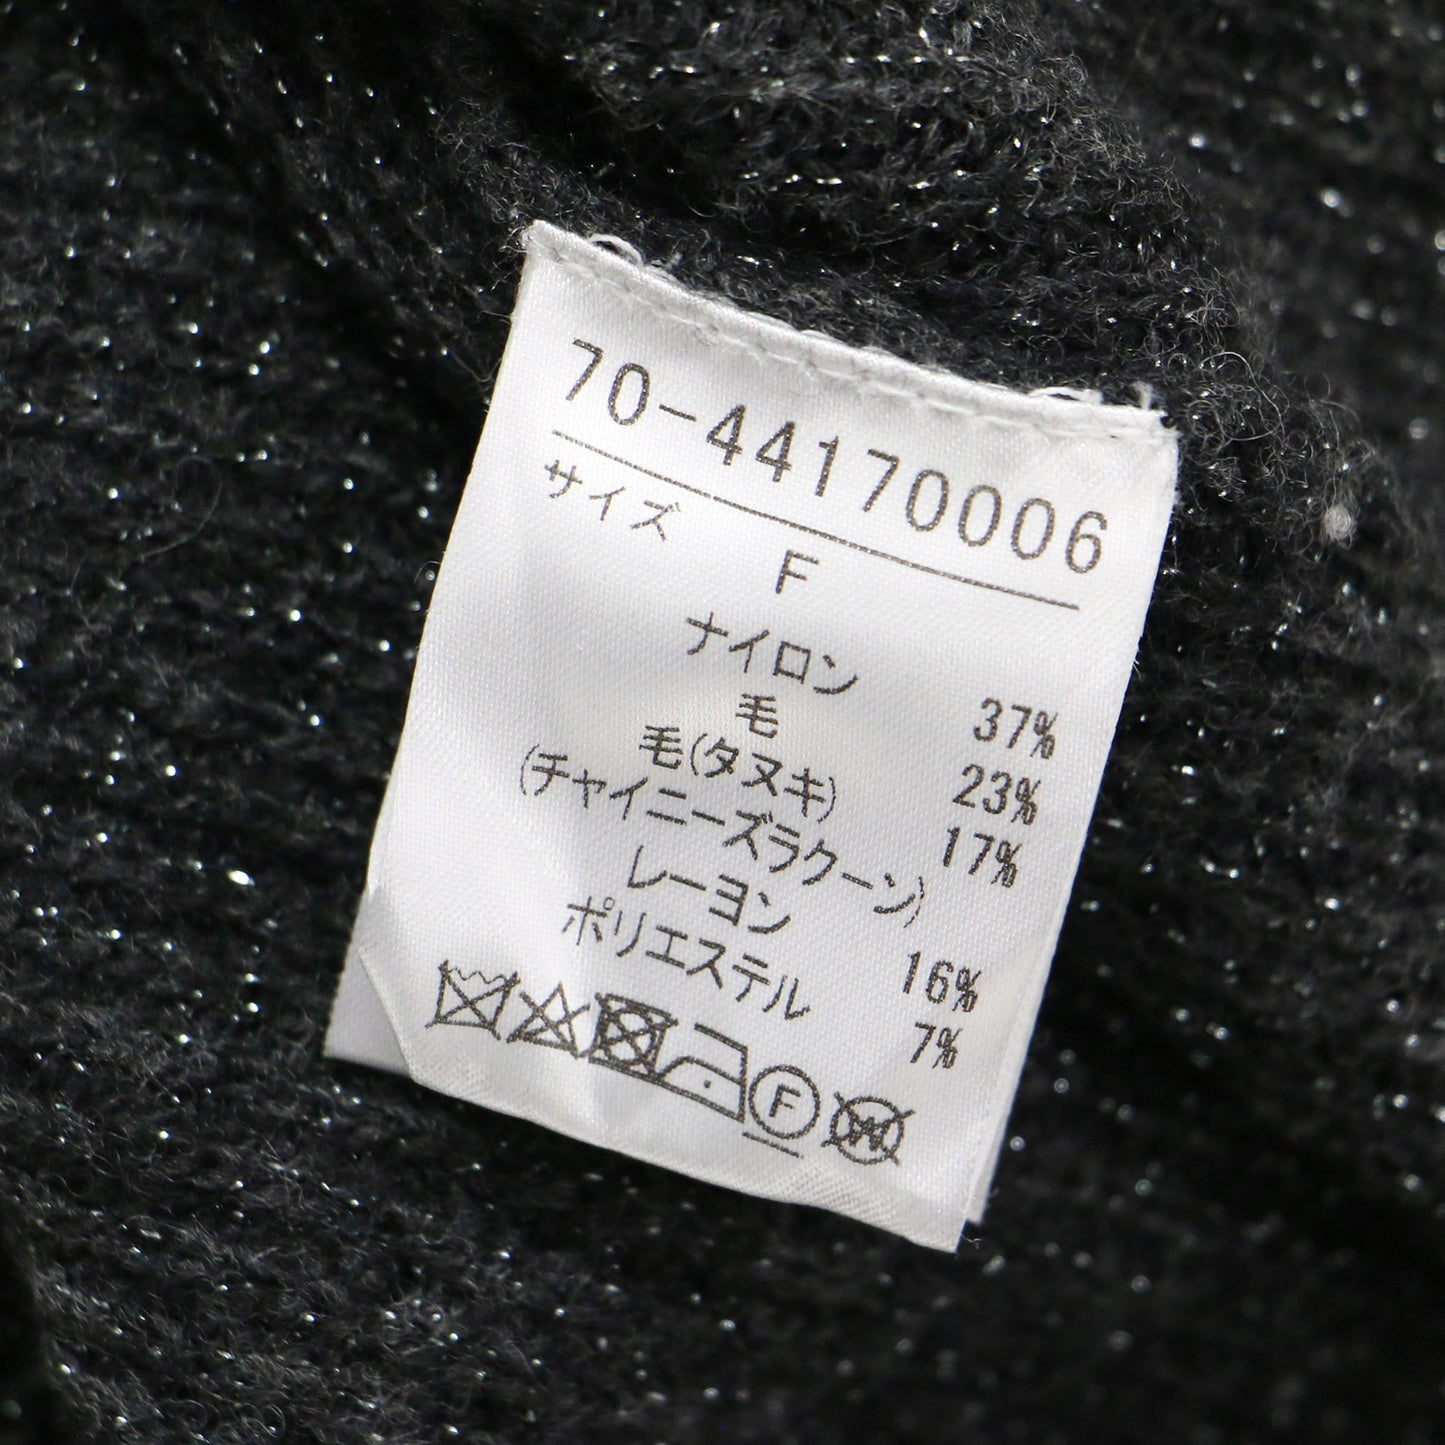 70-44170006
サイズ
F
ナイロン 37%
毛 23%
毛(タヌキ) 17%
(チャイニーズラクーン)
レーヨン 16%
ポリエステル 7%
F
W